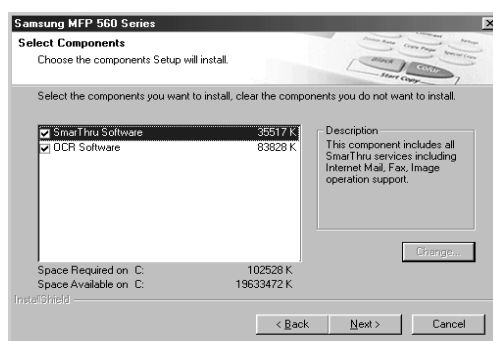 Samsung MFP 560 Series
Select Components
Choose the components Setup will install.
Black
Color
Start Copy
Select the components you want to install, clear the components you do not want to install.
SmarThru Software 35517 K
OCR Software 83828 K
Description
This component includes all
SmarThru services including
Internet Mail, Fax, Image
operation support.
Change...
Space Required on C: 102528 K
Space Available on C: 19633472 K
InstallShield
< Back
Next >
Cancel